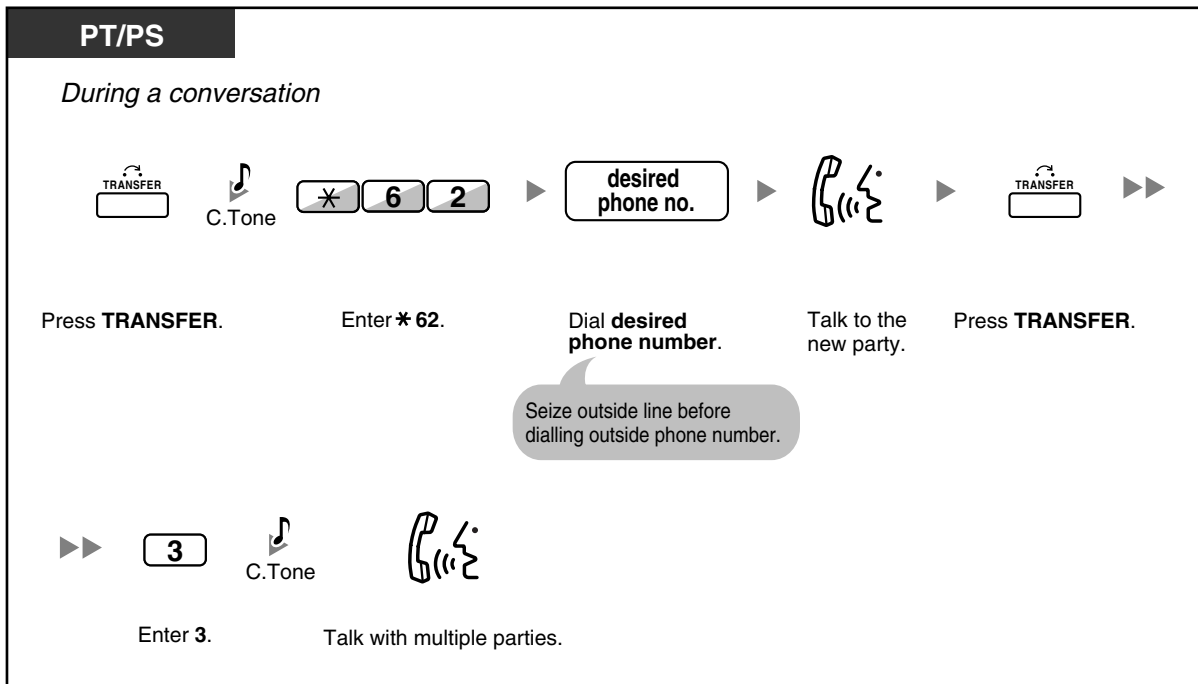 PT/PS
During a conversation
TRANSFER
C.Tone
* 6 2
desired
phone no.
TRANSFER
Press TRANSFER.
Enter * 62.
Dial desired
phone number.
Talk to the
new party.
Press TRANSFER.
Seize outside line before
dialling outside phone number.
3
C.Tone
Enter 3.
Talk with multiple parties.